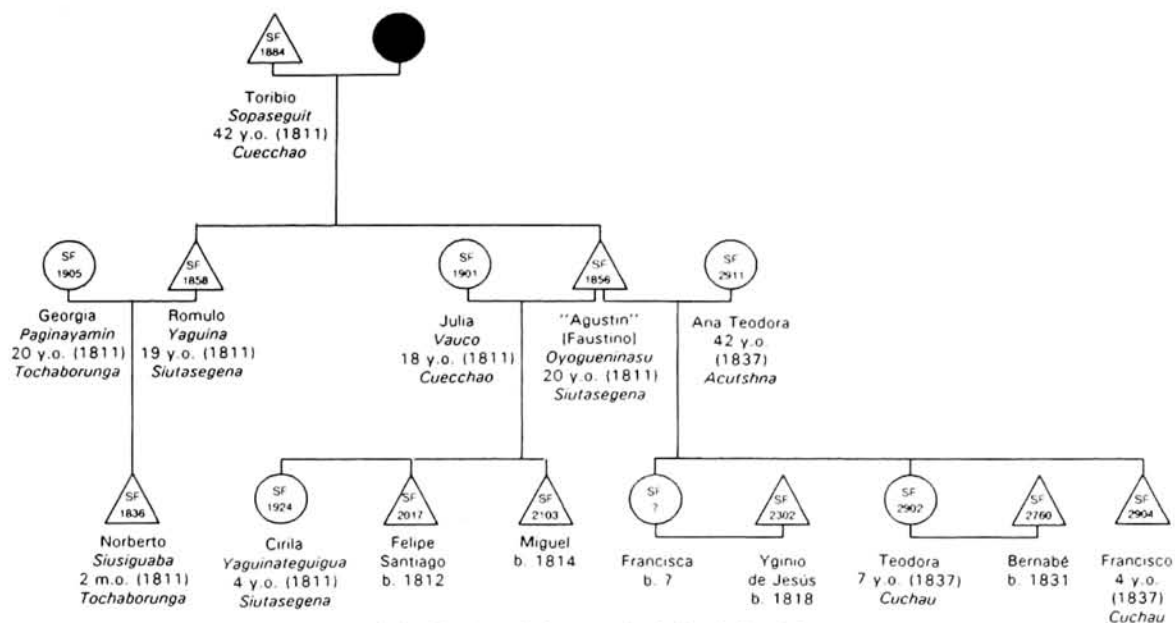 SF
1884
Toribio
Sopaseguit
42 y.o. (1811)
Cuecchao
SF
1905
Georgia
Paginayamin
20 y.o. (1811)
Tochaborunga
SF
1858
Romulo
Yaguina
19 y.o. (1811)
Siutasegena
SF
1901
Julia
Vauco
18 y.o. (1811)
Cuecchao
SF
1856
"Agustin"
[Faustino]
Oyogueninasu
20 y.o. (1811)
Siutasegena
SF
2911
Ana Teodora
42 y.o.
(1837)
Acutshna
SF
1836
Norberto
Siusiguaba
2 m.o. (1811)
Tochaborunga
SF
1924
Cirila
Yaguinateguigua
4 y.o. (1811)
Siutasegena
SF
2017
Felipe
Santiago
b. 1812
SF
2103
Miguel
b. 1814
SF
?
Francisca
b. ?
SF
2302
Yginio
de Jesús
b. 1818
SF
2902
Teodora
7 y.o. (1837)
Cuchau
SF
2760
Bernabé
b. 1831
SF
2904
Francisco
4 y.o.
(1837)
Cuchau